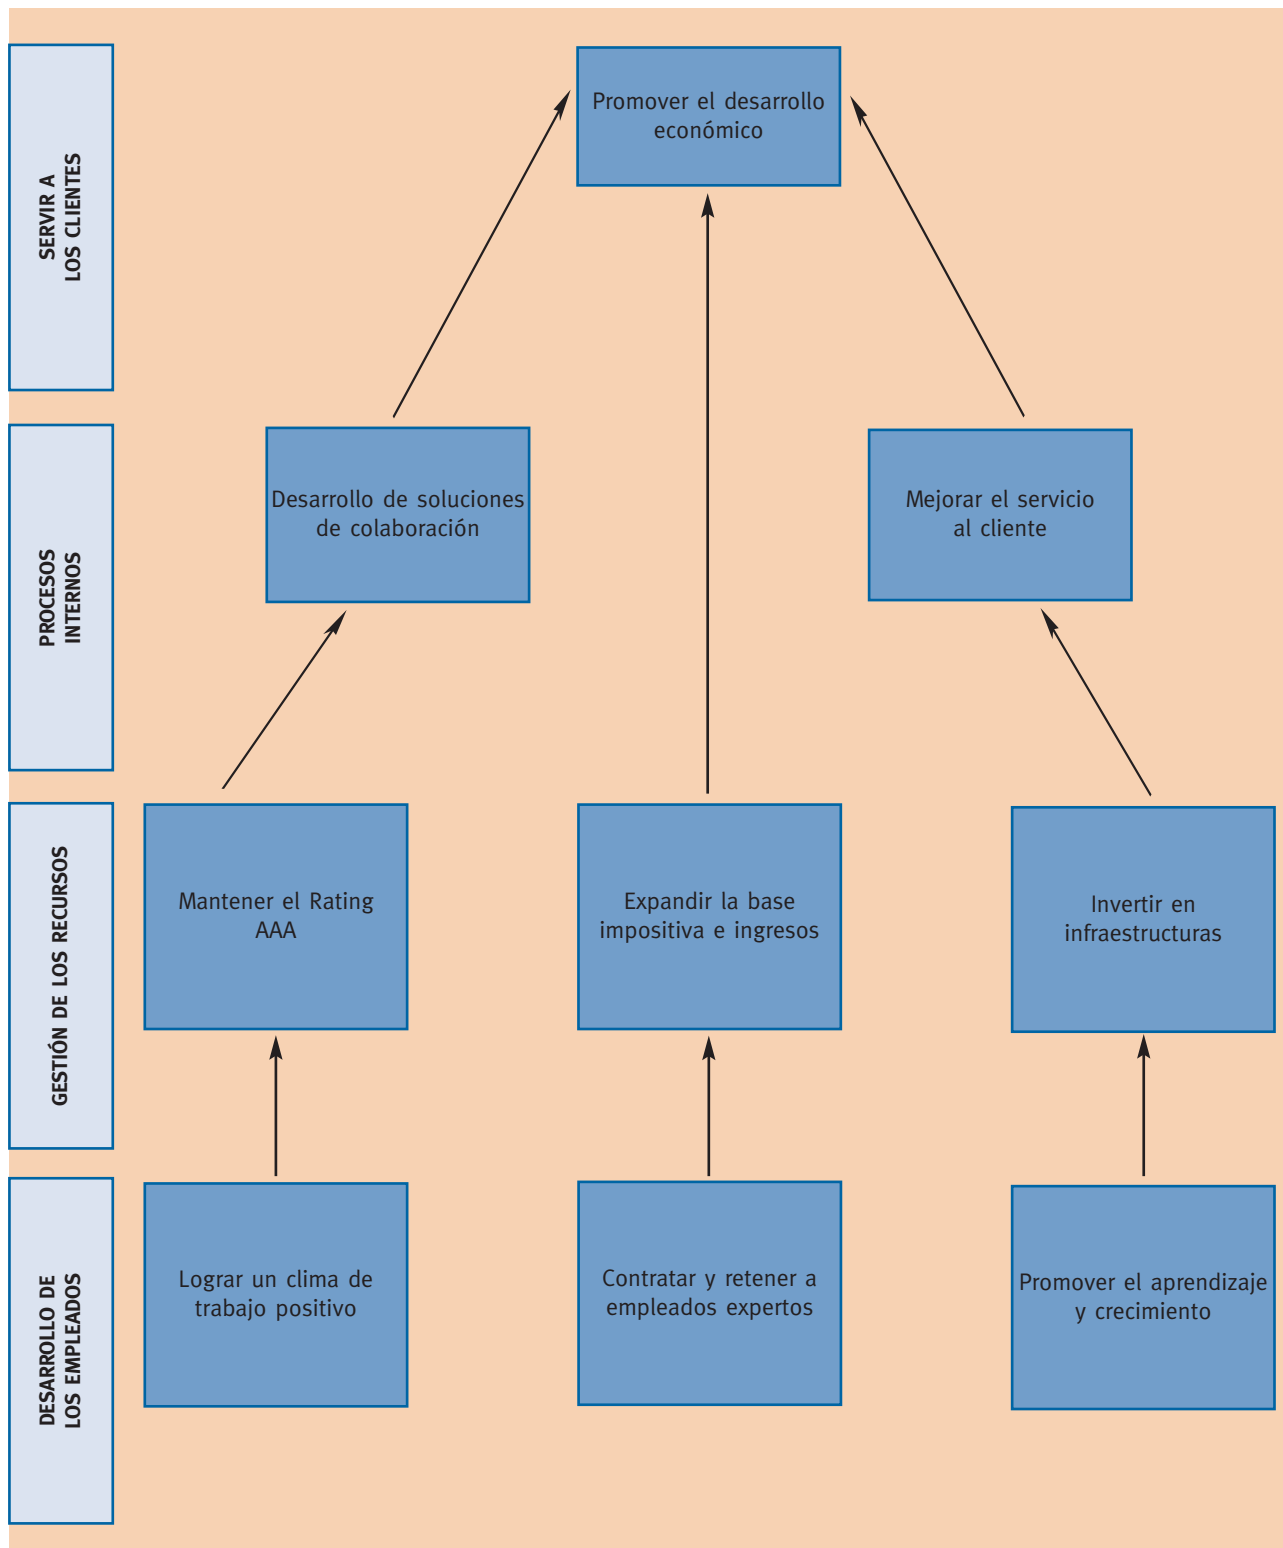 SERVIR A
LOS CLIENTES
Promover el desarrollo
económico
PROCESOS
INTERNOS
Desarrollo de soluciones
de colaboración
Mejorar el servicio
al cliente
GESTIÓN DE LOS RECURSOS
Mantener el Rating
AAA
Expandir la base
impositiva e ingresos
Invertir en
infraestructuras
DESARROLLO DE
LOS EMPLEADOS
Lograr un clima de
trabajo positivo
Contratar y retener a
empleados expertos
Promover el aprendizaje
y crecimiento